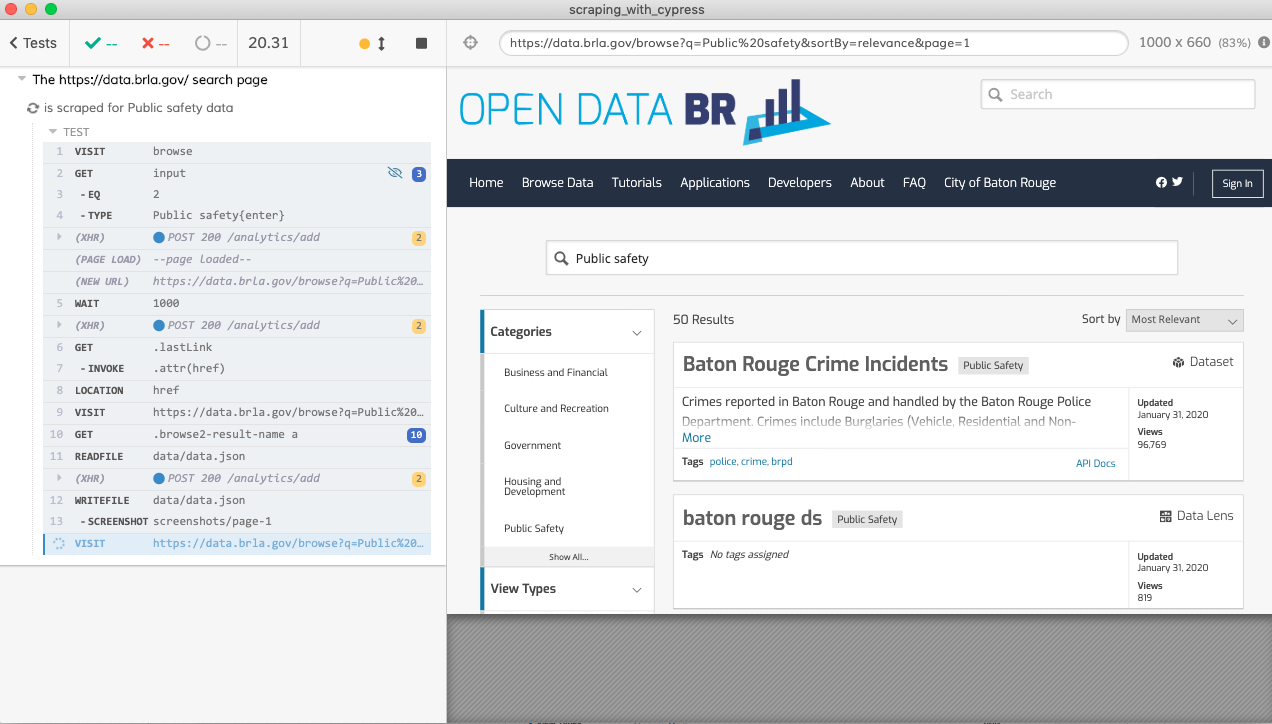 scraping_with_cypress
Tests -- -- -- 20.31
https://data.brla.gov/browse?q=Public%20safety&sortBy=relevance&page=1 1000 x 660 (83%)
The https://data.brla.gov/ search page
is scraped for Public safety data
TEST
1 VISIT browse
2 GET input 3
3 - EQ 2
4 - TYPE Public safety{enter}
(XHR) POST 200 /analytics/add 2
(PAGE LOAD) --page loaded--
(NEW URL) https://data.brla.gov/browse?q=Public%20…
5 WAIT 1000
(XHR) POST 200 /analytics/add 2
6 GET .lastLink
7 - INVOKE .attr(href)
8 LOCATION href
9 VISIT https://data.brla.gov/browse?q=Public%20…
10 GET .browse2-result-name a 10
11 READFILE data/data.json
(XHR) POST 200 /analytics/add 2
12 WRITEFILE data/data.json
13 - SCREENSHOT screenshots/page-1
VISIT https://data.brla.gov/browse?q=Public%20…
OPEN DATA BR
Search
Home Browse Data Tutorials Applications Developers About FAQ City of Baton Rouge Sign In
Public safety
Categories
Business and Financial
Culture and Recreation
Government
Housing and
Development
Public Safety
Show All...
View Types
50 Results
Sort by Most Relevant
Baton Rouge Crime Incidents Public Safety Dataset
Crimes reported in Baton Rouge and handled by the Baton Rouge Police
Department. Crimes include Burglaries (Vehicle, Residential and Non-
More
Tags police, crime, brpd
API Docs
Updated
January 31, 2020
Views
96,769
baton rouge ds Public Safety Data Lens
Tags No tags assigned
Updated
January 31, 2020
Views
819